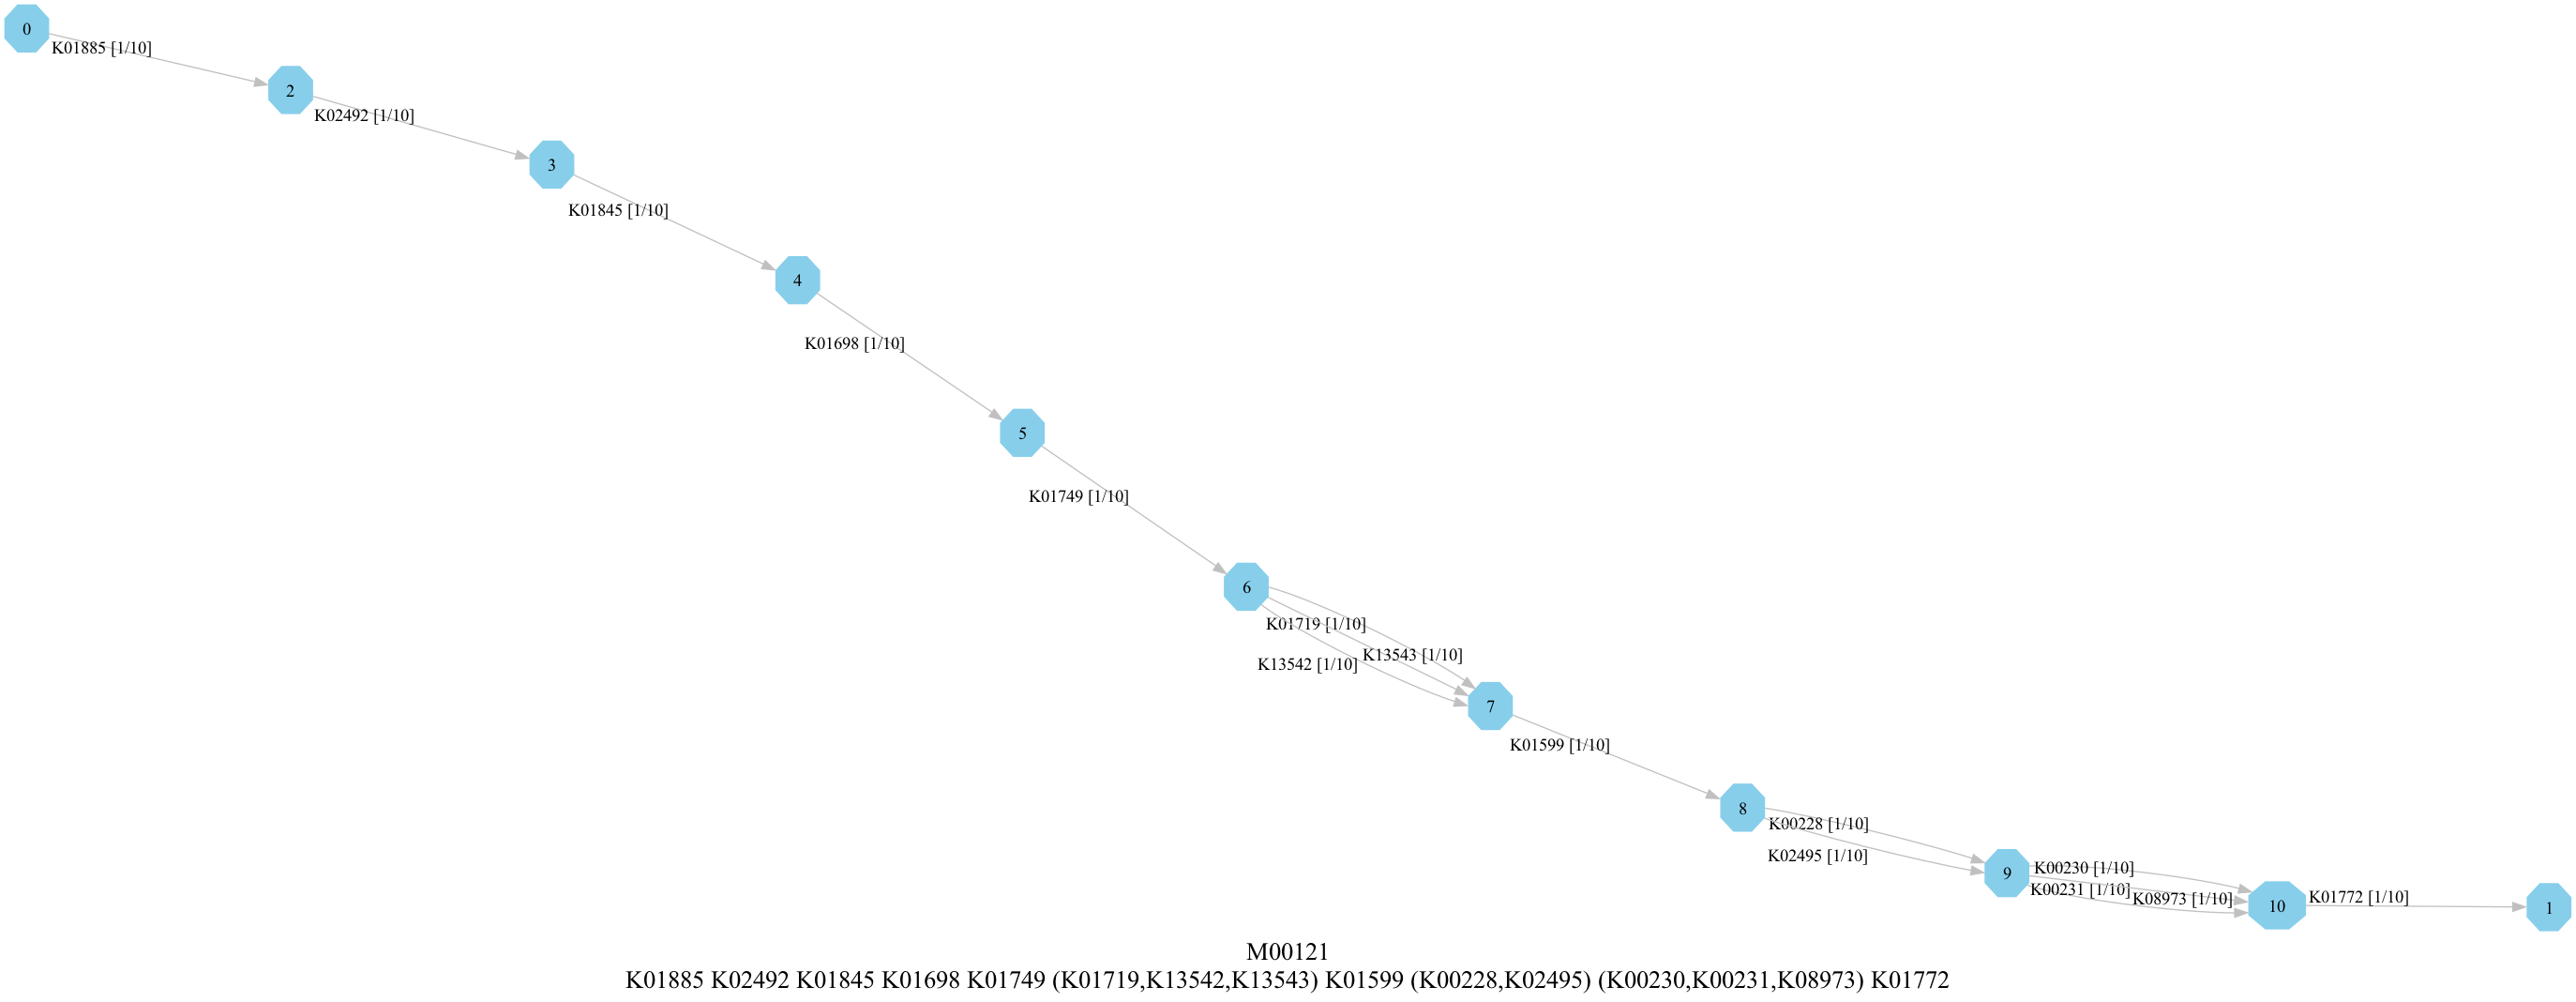 0
K01885 [1/10]
2
K02492 [1/10]
3
K01845 [1/10]
4
K01698 [1/10]
5
K01749 [1/10]
6
K01719 [1/10]
K13543 [1/10]
K13542 [1/10]
7
K01599 [1/10]
8
K00228 [1/10]
K02495 [1/10]
9
K00230 [1/10]
K00231 [1/10]
K08973 [1/10]
10
K01772 [1/10]
1
M00121
K01885 K02492 K01845 K01698 K01749 (K01719,K13542,K13543) K01599 (K00228,K02495) (K00230,K00231,K08973) K01772